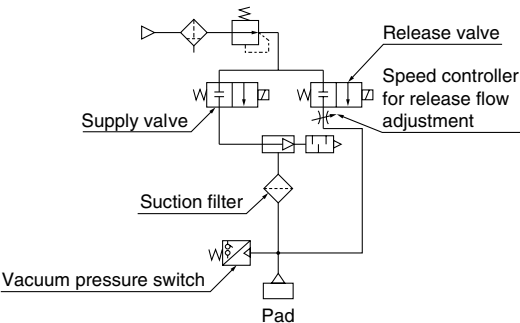 Release valve
Speed controller
for release flow
adjustment
Supply valve
Suction filter
Vacuum pressure switch
Pad